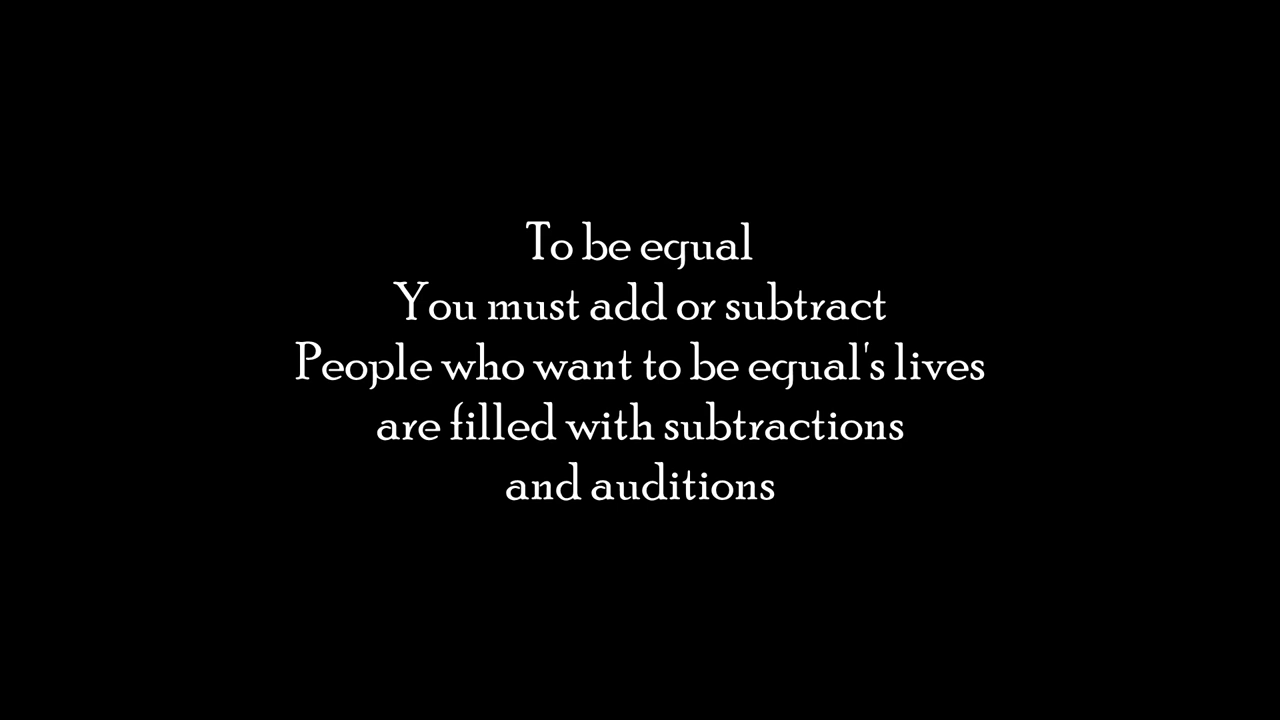 To be equal
You must add or subtract
People who want to be equal's lives
are filled with subtractions
and auditions